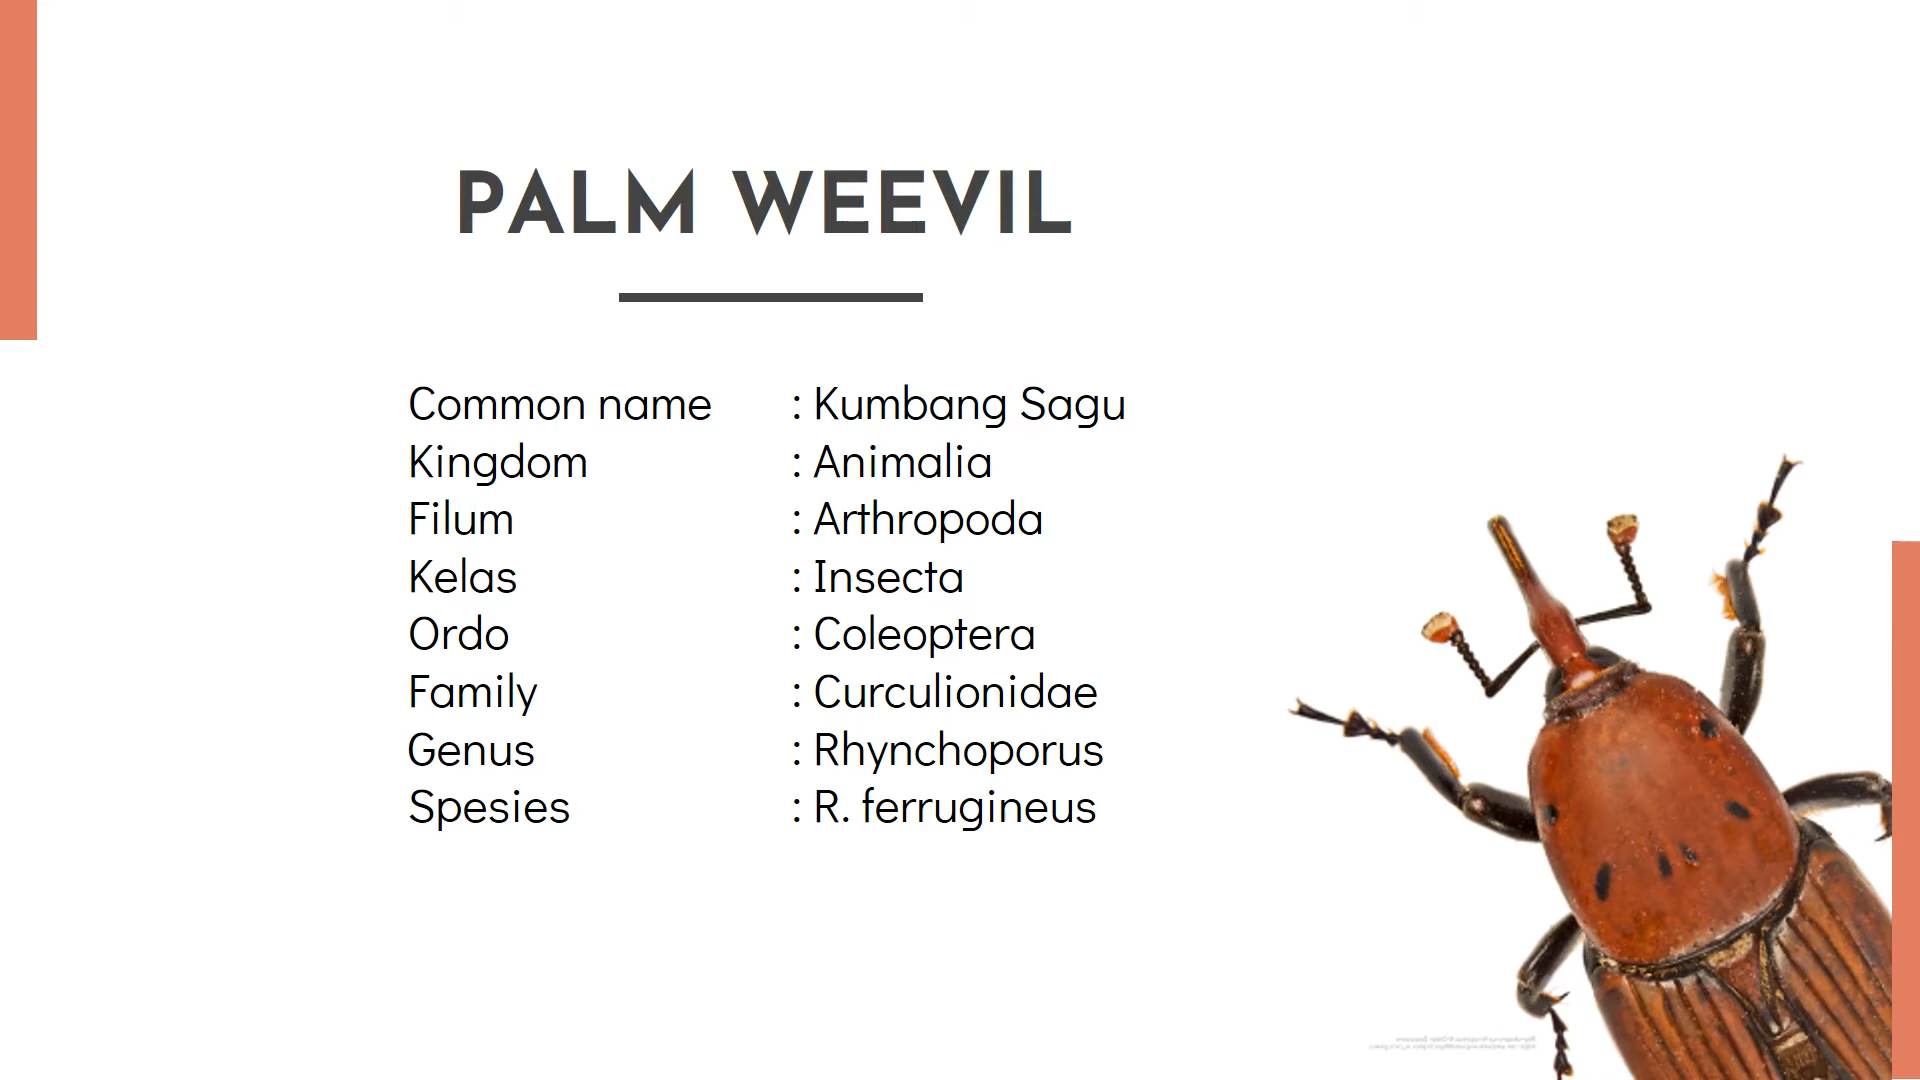 PALM WEEVIL
Common name : Kumbang Sagu
Kingdom : Animalia
Filum : Arthropoda
Kelas : Insecta
Ordo : Coleoptera
Family : Curculionidae
Genus : Rhynchoporus
Spesies : R. ferrugineus